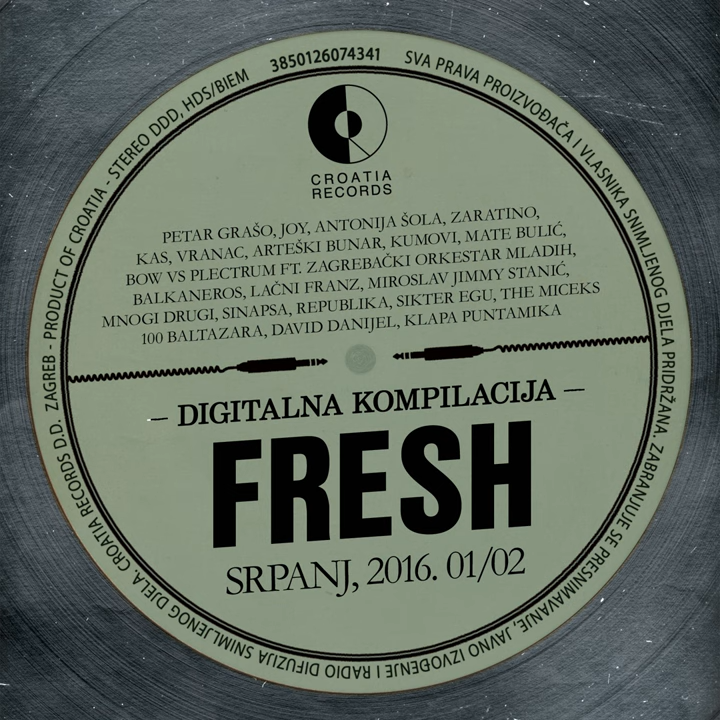 3850126074341 SVA PRAVA PROIZVOĐAČA I VLASNIKA SNIMLJENOG DJELA PRIDRŽANA. ZABRANJUJE SE PRESNIMAVANJE, JAVNO IZVOĐENJE I RADIO DIFUZIJA SNIMLJENOG DJELA. CROATIA RECORDS D.D. ZAGREB - PRODUCT OF CROATIA - STEREO DDD, HDS/BIEM
CROATIA
RECORDS
PETAR GRAŠO, JOY, ANTONIJA ŠOLA, ZARATINO,
KAS, VRANAC, ARTEŠKI BUNAR, KUMOVI, MATE BULIĆ,
BOW VS PLECTRUM FT. ZAGREBAČKI ORKESTAR MLADIH,
BALKANEROS, LAČNI FRANZ, MIROSLAV JIMMY STANIĆ,
MNOGI DRUGI, SINAPSA, REPUBLIKA, SIKTER EGU, THE MICEKS
100 BALTAZARA, DAVID DANIJEL, KLAPA PUNTAMIKA
– DIGITALNA KOMPILACIJA –
FRESH
SRPANJ, 2016. 01/02